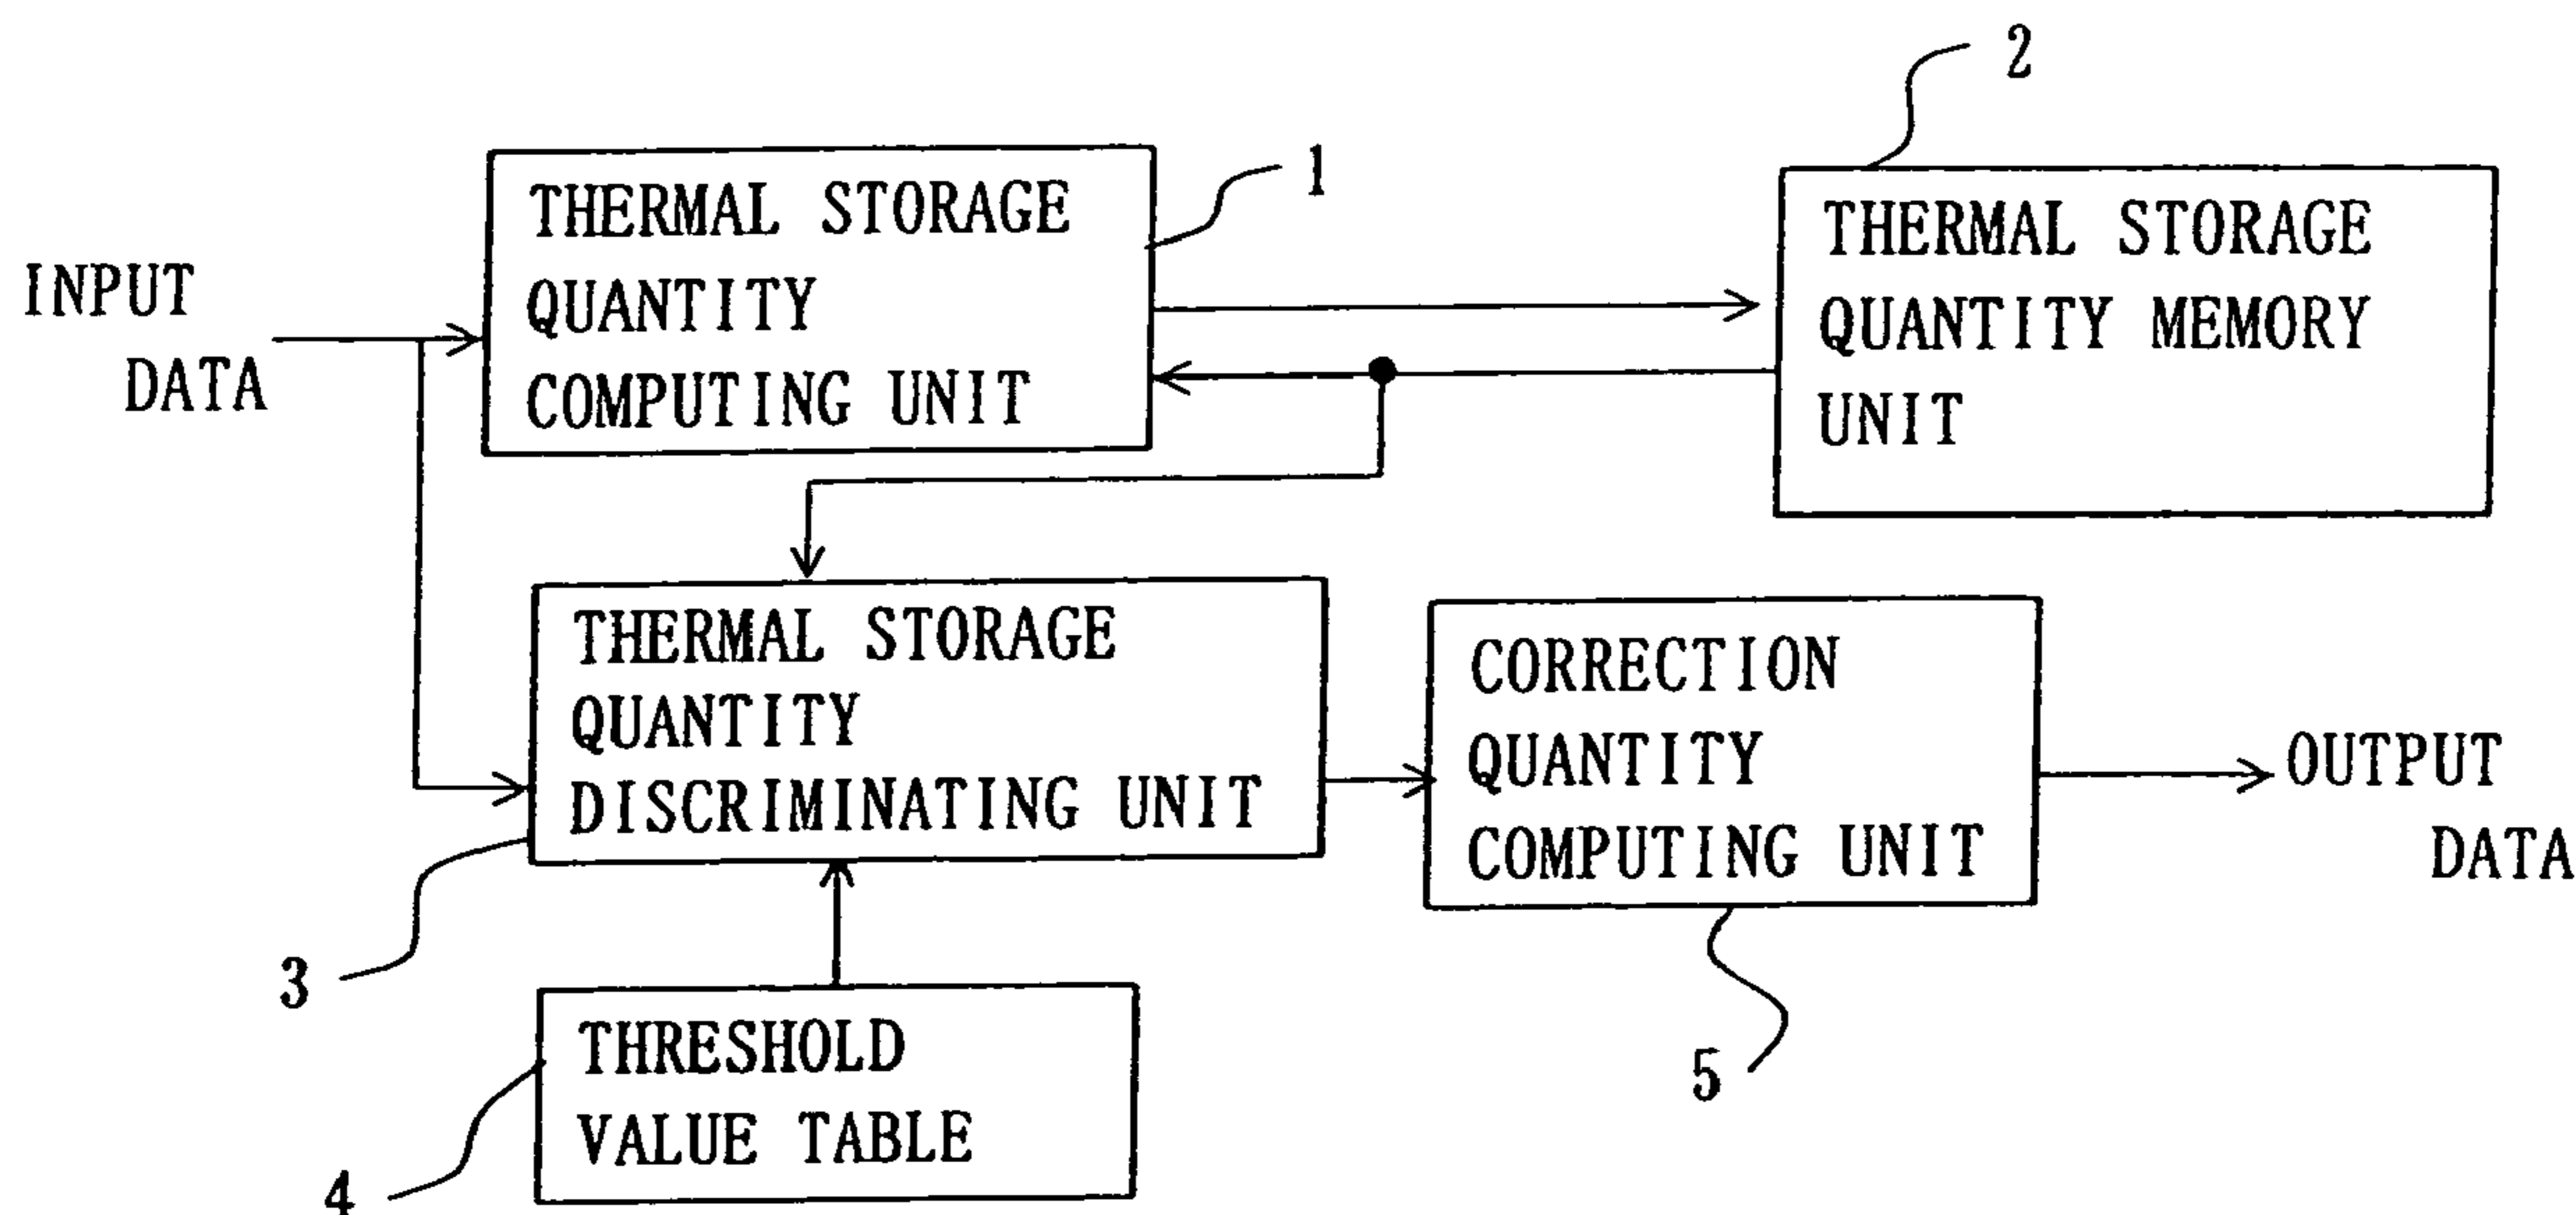 2
1
THERMAL STORAGE
QUANTITY
COMPUTING UNIT
THERMAL STORAGE
QUANTITY MEMORY
UNIT
INPUT
DATA
THERMAL STORAGE
QUANTITY
DISCRIMINATING UNIT
CORRECTION
QUANTITY
COMPUTING UNIT
OUTPUT
DATA
3
THRESHOLD
VALUE TABLE
5
4